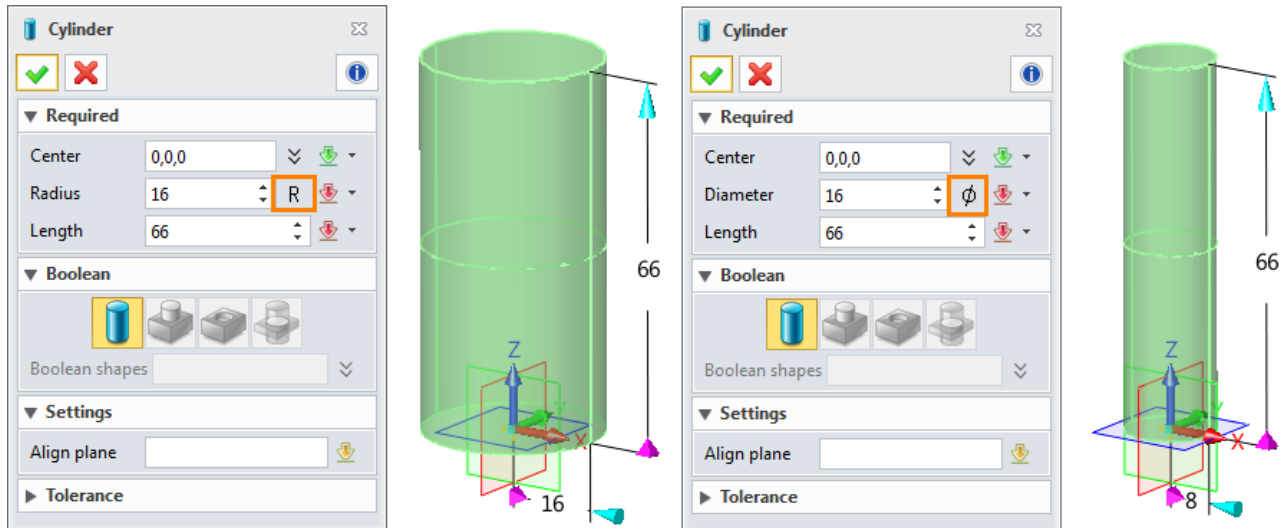 Cylinder
Required
Center 0,0,0
Radius 16 R
Length 66
Boolean
Boolean shapes
Settings
Align plane
Tolerance
66
Z
Y
X
16
Cylinder
Required
Center 0,0,0
Diameter 16 ϕ
Length 66
Boolean
Boolean shapes
Settings
Align plane
Tolerance
66
Z
Y
X
8